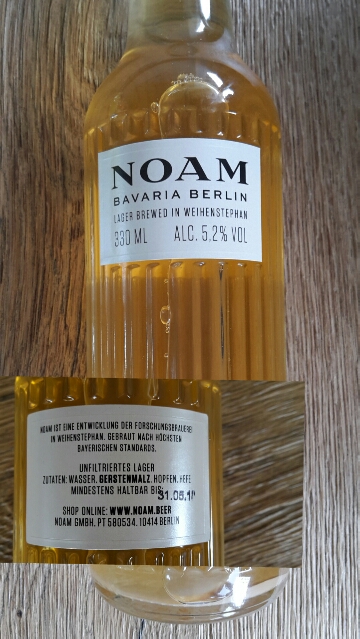 NOAM
BAVARIA BERLIN
LAGER BREWED IN WEIHENSTEPHAN
330 ML ALC. 5.2% VOL
NOAM IST EINE ENTWICKLUNG DER FORSCHUNGSBRAUEREI
IN WEIHENSTEPHAN. GEBRAUT NACH HÖCHSTEN
BAYERISCHEN STANDARDS.
UNFILTRIERTES LAGER
ZUTATEN: WASSER, GERSTENMALZ, HOPFEN, HEFE
MINDESTENS HALTBAR BIS:
SHOP ONLINE: WWW.NOAM.BEER
NOAM GMBH. PT 580534. 10414 BERLIN